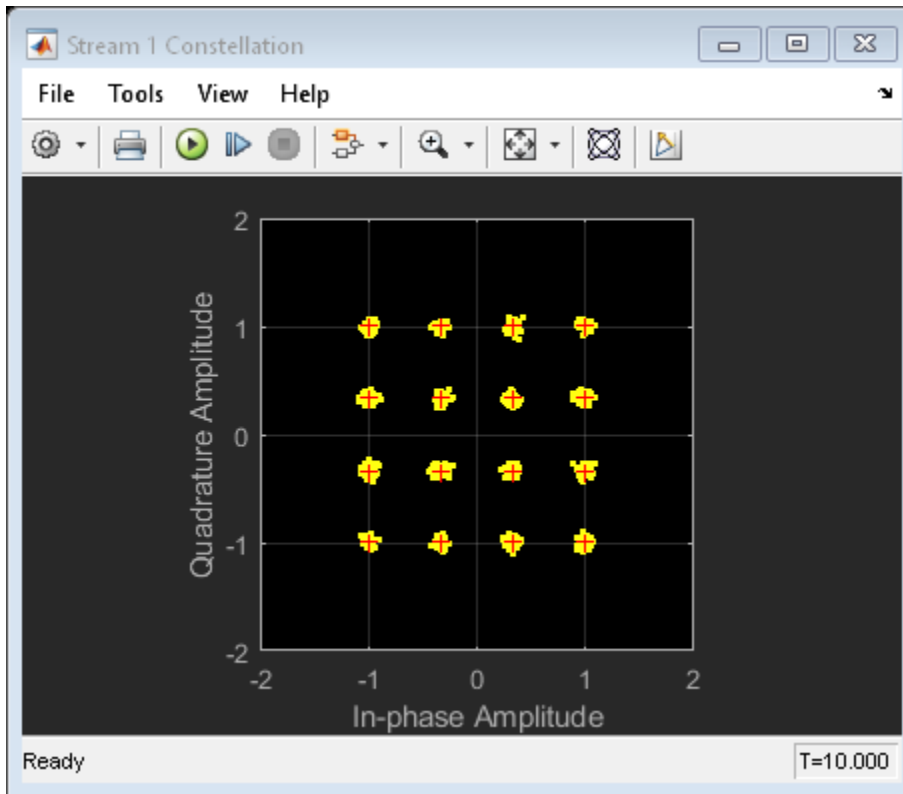 Stream 1 Constellation
File Tools View Help
2
1
0
-1
-2
Quadrature Amplitude
-2 -1 0 1 2
In-phase Amplitude
Ready T=10.000